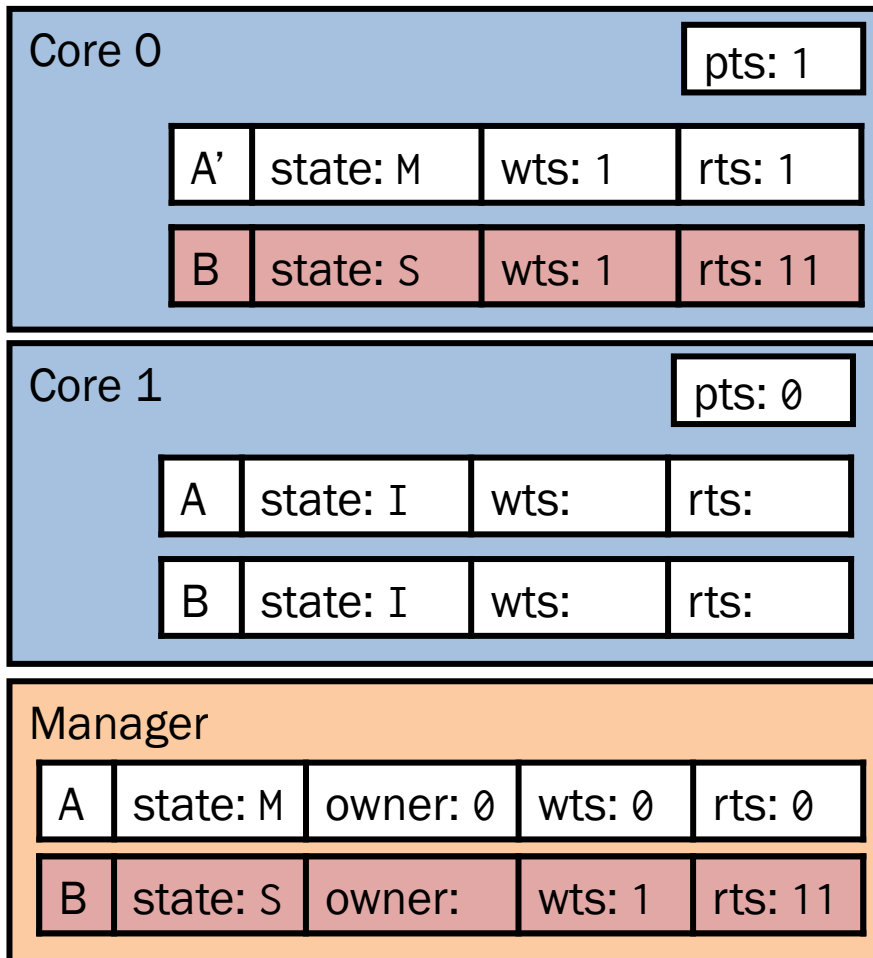 Core 0 pts: 1
A’ state: M wts: 1 rts: 1
B state: S wts: 1 rts: 11
Core 1 pts: 0
A state: I wts: rts:
B state: I wts: rts:
Manager
A state: M owner: 0 wts: 0 rts: 0
B state: S owner: wts: 1 rts: 11